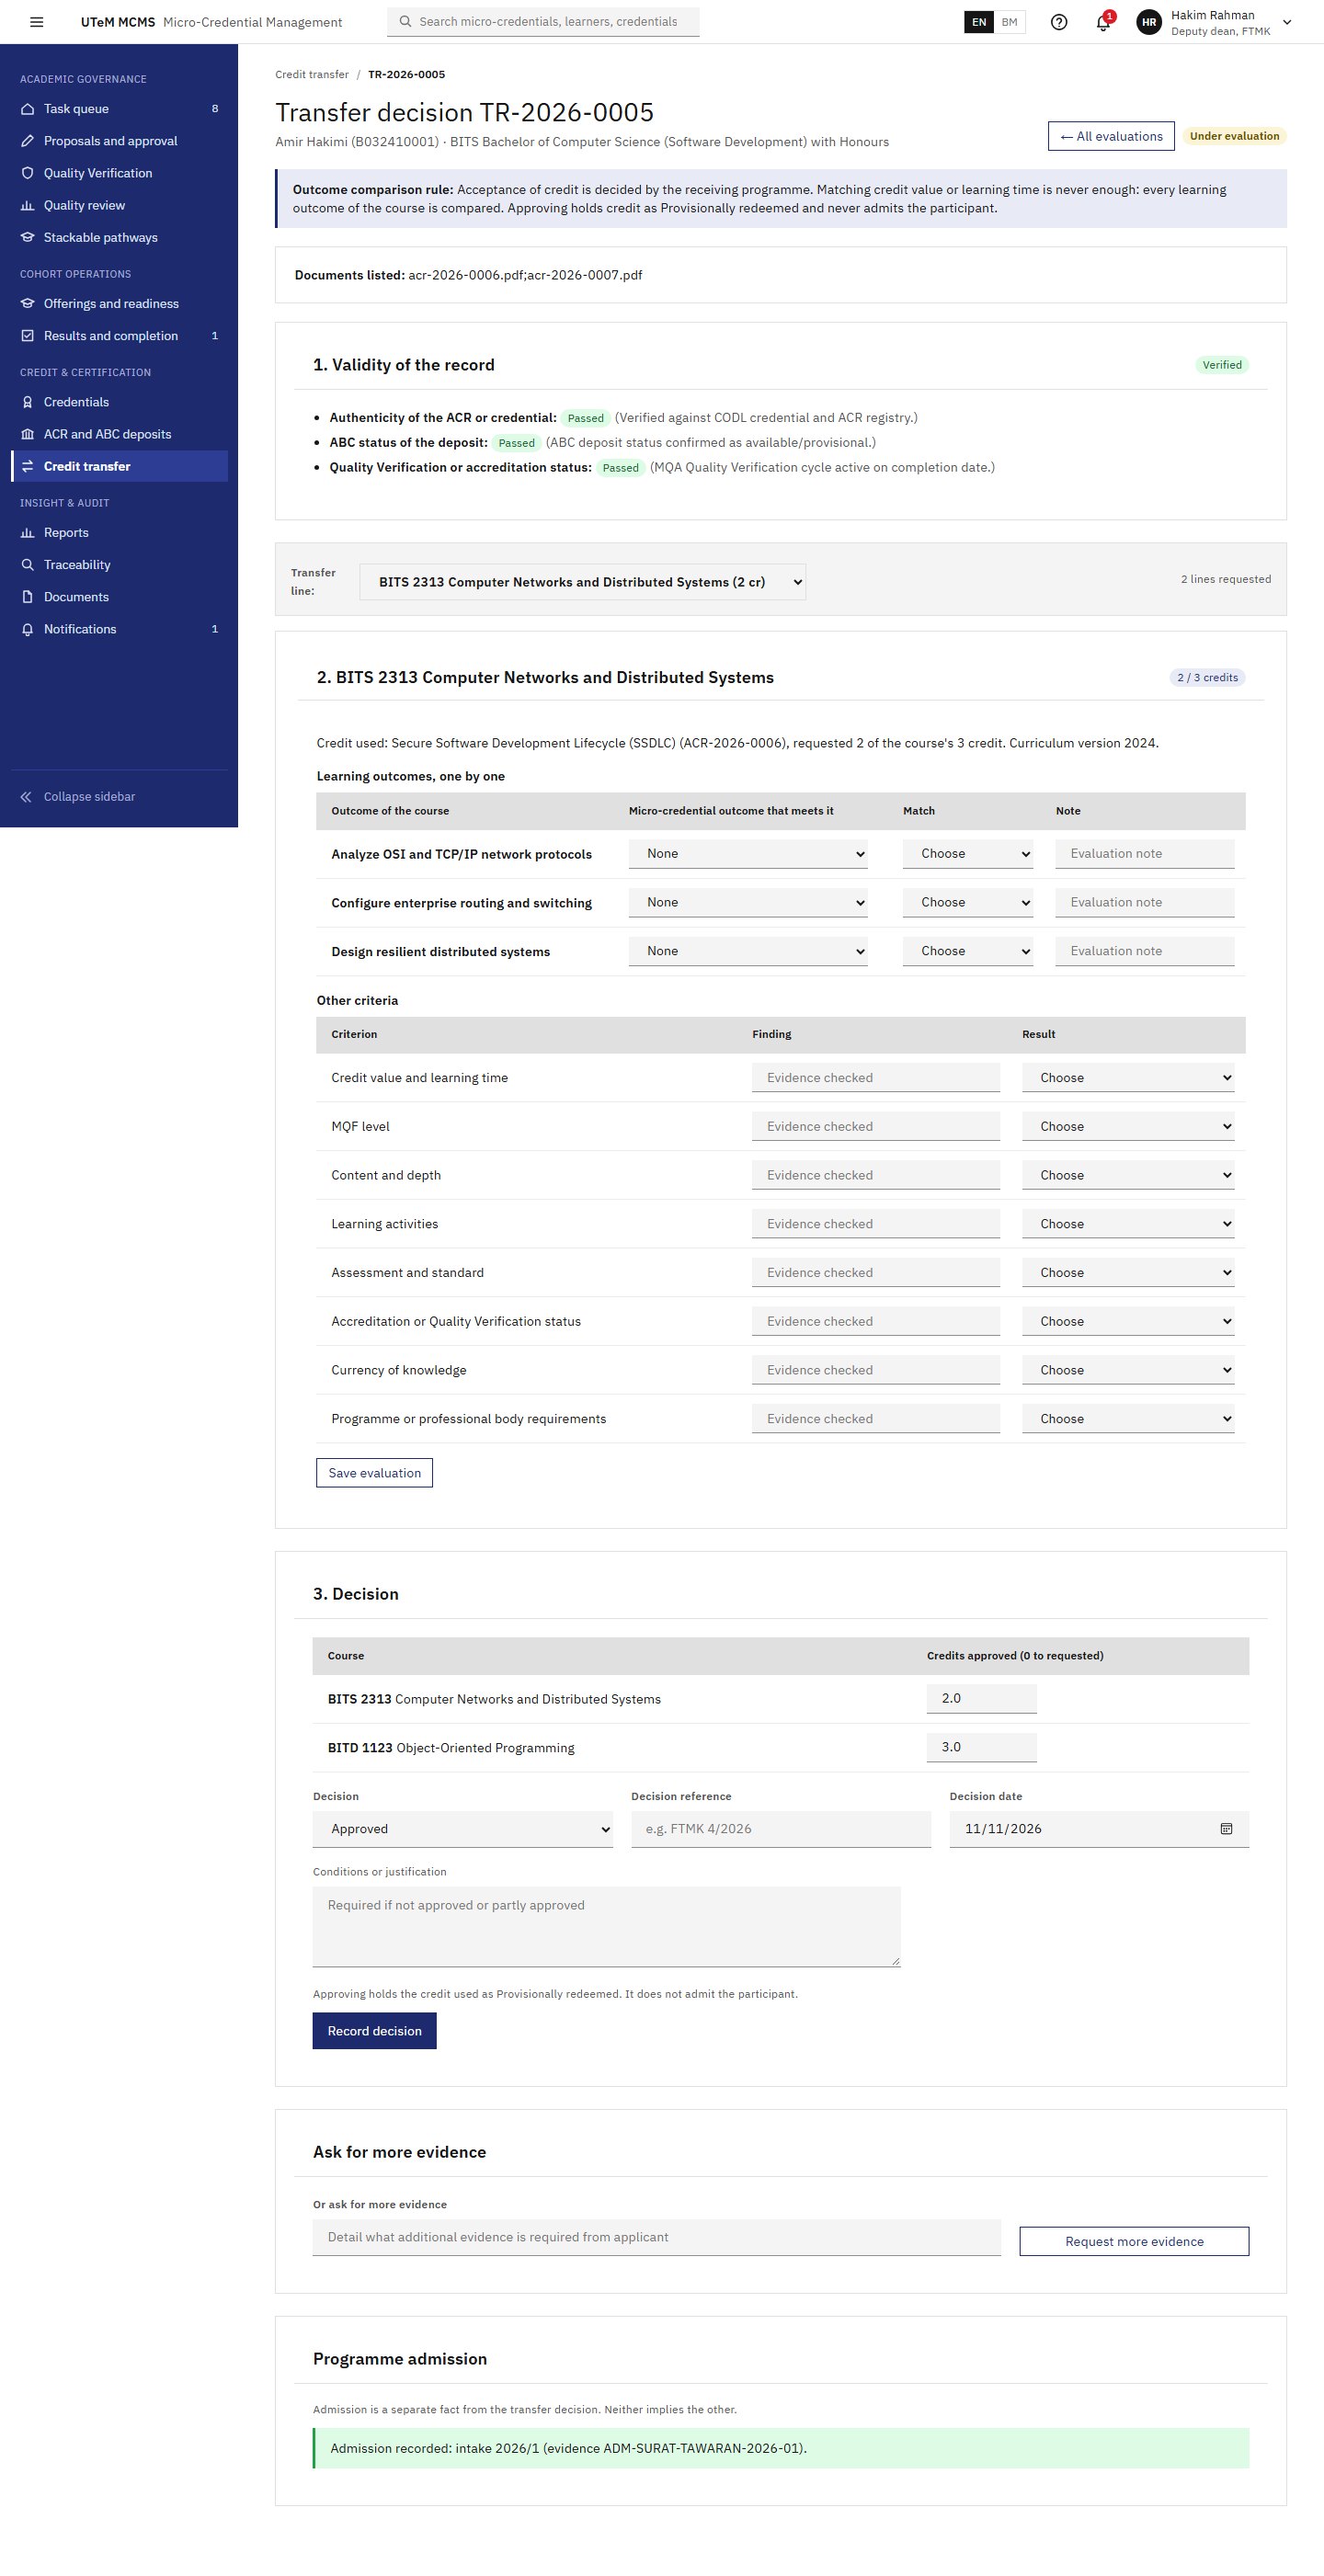 UTeM MCMS Micro-Credential Management
Search micro-credentials, learners, credentials
EN BM
1
HR
Hakim Rahman
Deputy dean, FTMK
ACADEMIC GOVERNANCE
Task queue 8
Proposals and approval
Quality Verification
Quality review
Stackable pathways
COHORT OPERATIONS
Offerings and readiness
Results and completion 1
CREDIT & CERTIFICATION
Credentials
ACR and ABC deposits
Credit transfer
INSIGHT & AUDIT
Reports
Traceability
Documents
Notifications 1
Collapse sidebar
Credit transfer / TR-2026-0005
Transfer decision TR-2026-0005
Amir Hakimi (B032410001) · BITS Bachelor of Computer Science (Software Development) with Honours
← All evaluations
Under evaluation
Outcome comparison rule: Acceptance of credit is decided by the receiving programme. Matching credit value or learning time is never enough: every learning
outcome of the course is compared. Approving holds credit as Provisionally redeemed and never admits the participant.
Documents listed: acr-2026-0006.pdf;acr-2026-0007.pdf
1. Validity of the record
Verified
Authenticity of the ACR or credential: Passed (Verified against CODL credential and ACR registry.)
ABC status of the deposit: Passed (ABC deposit status confirmed as available/provisional.)
Quality Verification or accreditation status: Passed (MQA Quality Verification cycle active on completion date.)
Transfer
line:
BITS 2313 Computer Networks and Distributed Systems (2 cr)
2 lines requested
2. BITS 2313 Computer Networks and Distributed Systems
2 / 3 credits
Credit used: Secure Software Development Lifecycle (SSDLC) (ACR-2026-0006), requested 2 of the course's 3 credit. Curriculum version 2024.
Learning outcomes, one by one
Outcome of the course Micro-credential outcome that meets it Match Note
Analyze OSI and TCP/IP network protocols None Choose Evaluation note
Configure enterprise routing and switching None Choose Evaluation note
Design resilient distributed systems None Choose Evaluation note
Other criteria
Criterion Finding Result
Credit value and learning time Evidence checked Choose
MQF level Evidence checked Choose
Content and depth Evidence checked Choose
Learning activities Evidence checked Choose
Assessment and standard Evidence checked Choose
Accreditation or Quality Verification status Evidence checked Choose
Currency of knowledge Evidence checked Choose
Programme or professional body requirements Evidence checked Choose
Save evaluation
3. Decision
Course Credits approved (0 to requested)
BITS 2313 Computer Networks and Distributed Systems 2.0
BITD 1123 Object-Oriented Programming 3.0
Decision Decision reference Decision date
Approved e.g. FTMK 4/2026 11/11/2026
Conditions or justification
Required if not approved or partly approved
Approving holds the credit used as Provisionally redeemed. It does not admit the participant.
Record decision
Ask for more evidence
Or ask for more evidence
Detail what additional evidence is required from applicant
Request more evidence
Programme admission
Admission is a separate fact from the transfer decision. Neither implies the other.
Admission recorded: intake 2026/1 (evidence ADM-SURAT-TAWARAN-2026-01).